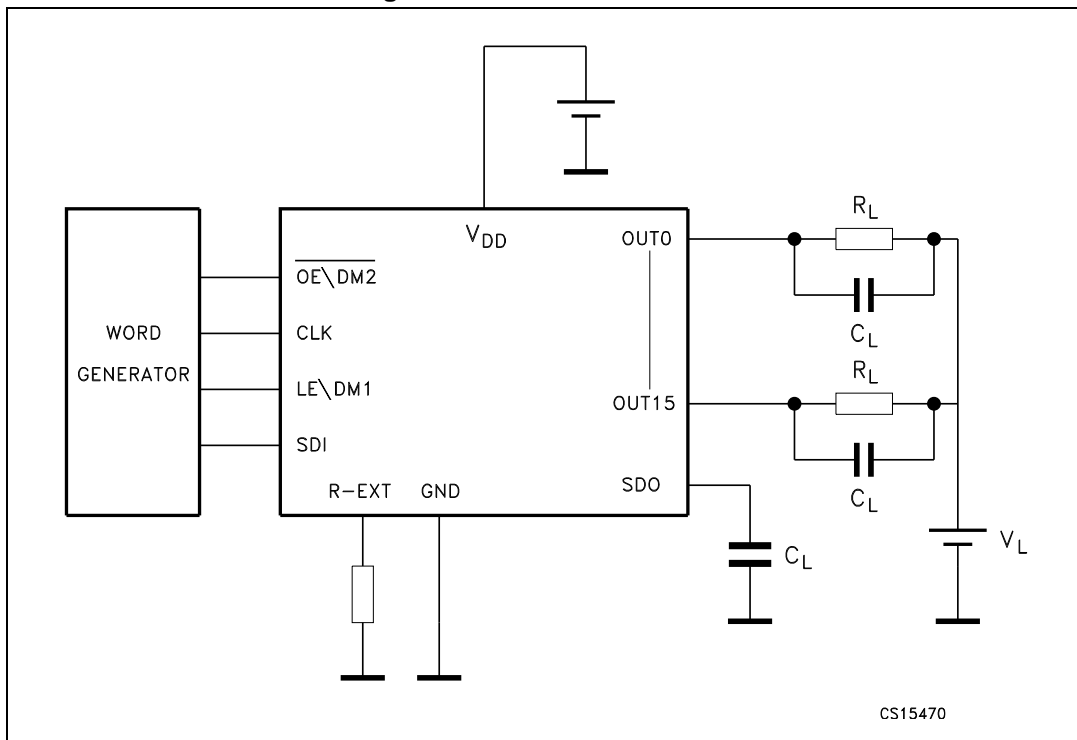 V_DD
WORD
GENERATOR
OE\DM2
CLK
LE\DM1
SDI
R-EXT GND
OUT0
OUT15
SDO
R_L
C_L
R_L
C_L
C_L
V_L
CS15470